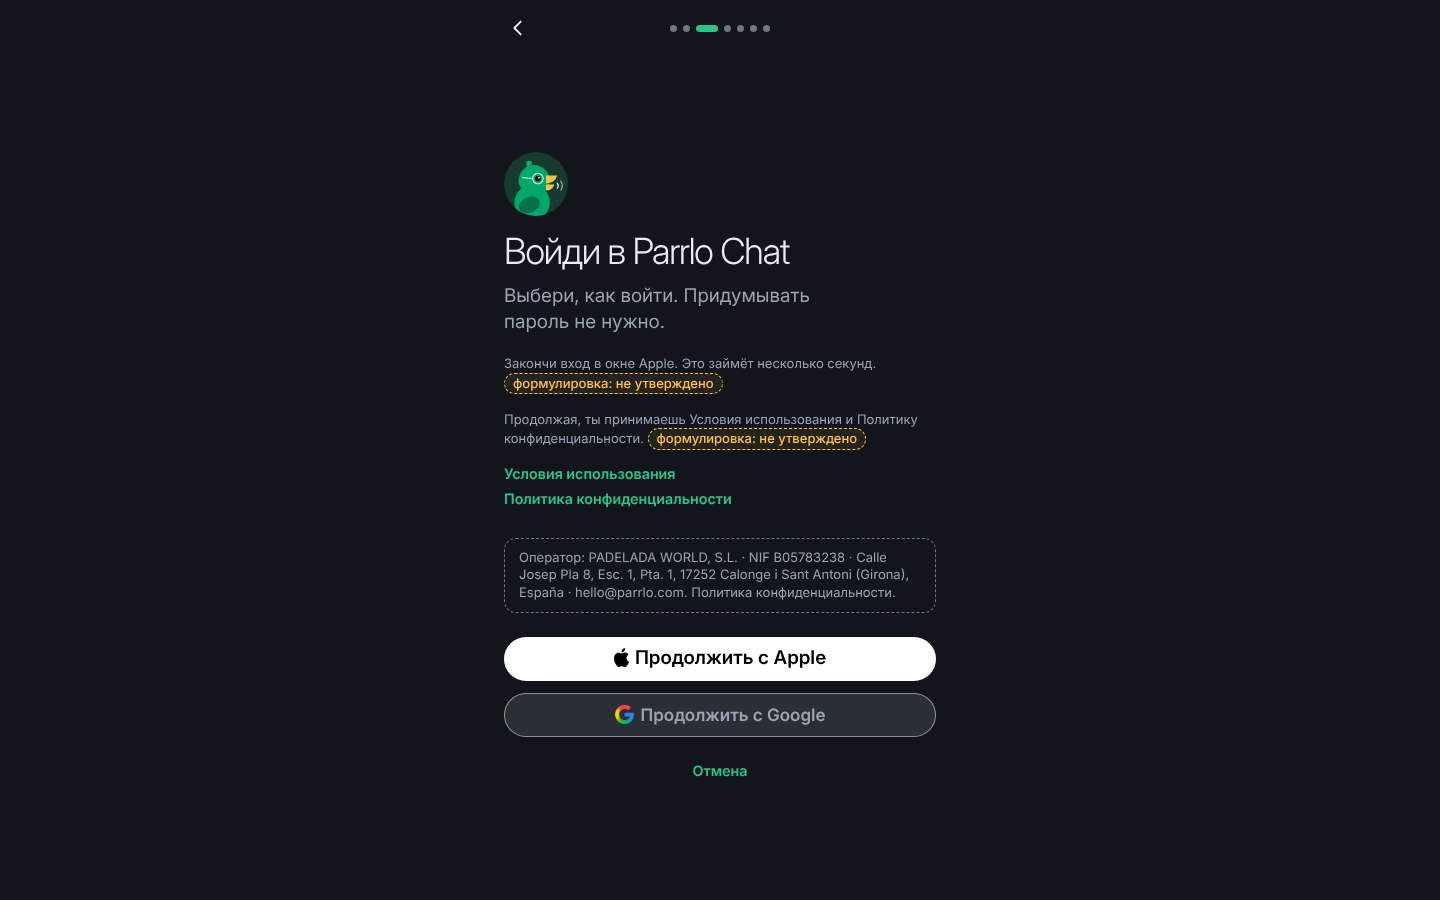 Войди в Parrlo Chat
Выбери, как войти. Придумывать
пароль не нужно.
Закончи вход в окне Apple. Это займёт несколько секунд.
формулировка: не утверждено
Продолжая, ты принимаешь Условия использования и Политику
конфиденциальности. формулировка: не утверждено
Условия использования
Политика конфиденциальности
Оператор: PADELADA WORLD, S.L. · NIF B05783238 · Calle
Josep Pla 8, Esc. 1, Pta. 1, 17252 Calonge i Sant Antoni (Girona),
España · hello@parrlo.com. Политика конфиденциальности.
Продолжить с Apple
Продолжить с Google
Отмена